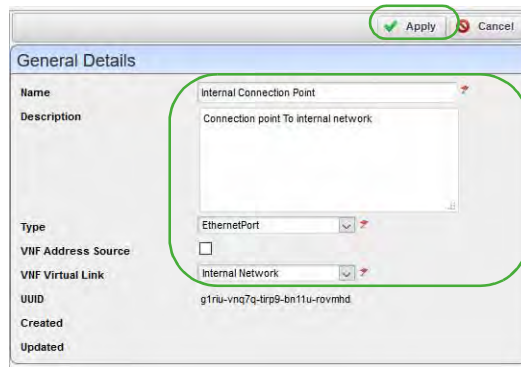 Apply Cancel
General Details
Name Internal Connection Point
Description Connection point To internal network
Type EthernetPort
VNF Address Source
VNF Virtual Link Internal Network
UUID g1riu-vnq7q-tirp9-bn11u-rovmhd
Created
Updated